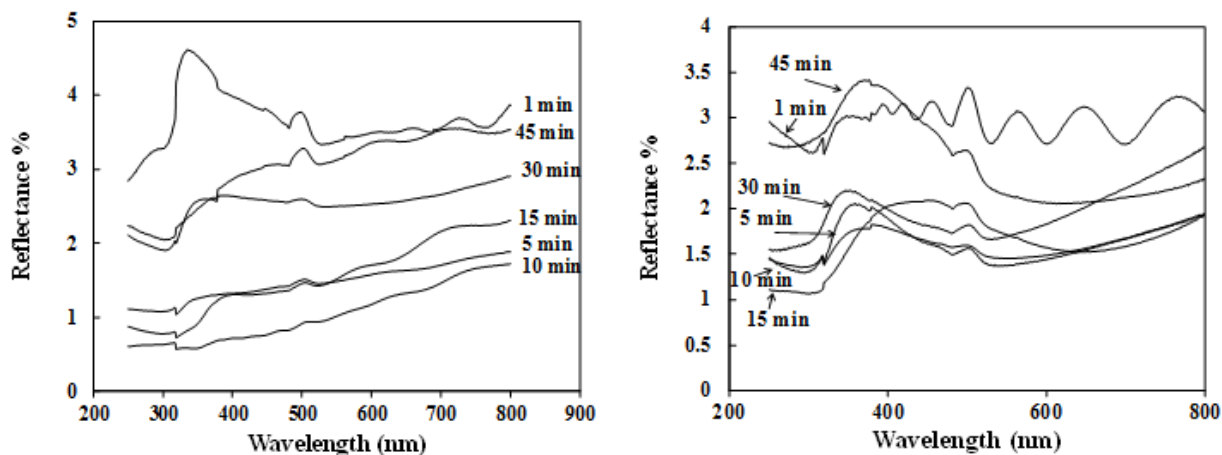 5
4
3
2
1
0
200 300 400 500 600 700 800 900
Reflectance %
Wavelength (nm)
1 min
45 min
30 min
15 min
5 min
10 min
4
3.5
3
2.5
2
1.5
1
0.5
0
200 400 600 800
Reflectance %
Wavelength (nm)
45 min
1 min
30 min
5 min
10 min
15 min